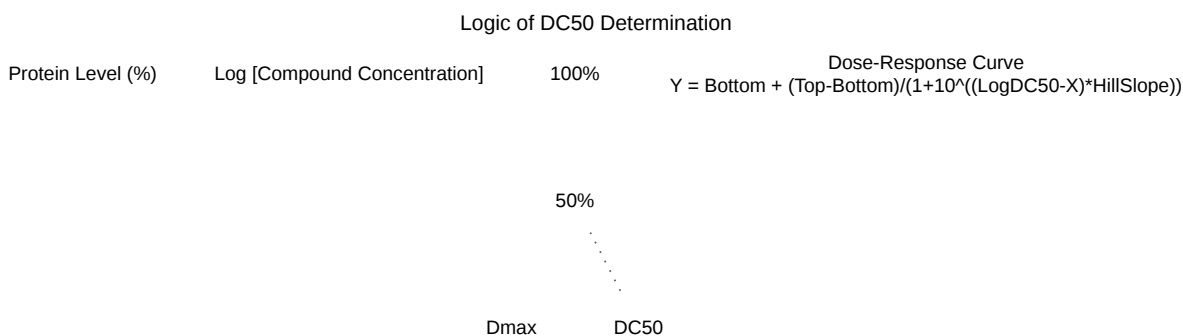 Logic of DC50 Determination
Protein Level (%)
Log [Compound Concentration]
100%
Dose-Response Curve
Y = Bottom + (Top-Bottom)/(1+10^((LogDC50-X)*HillSlope))
50%
Dmax
DC50